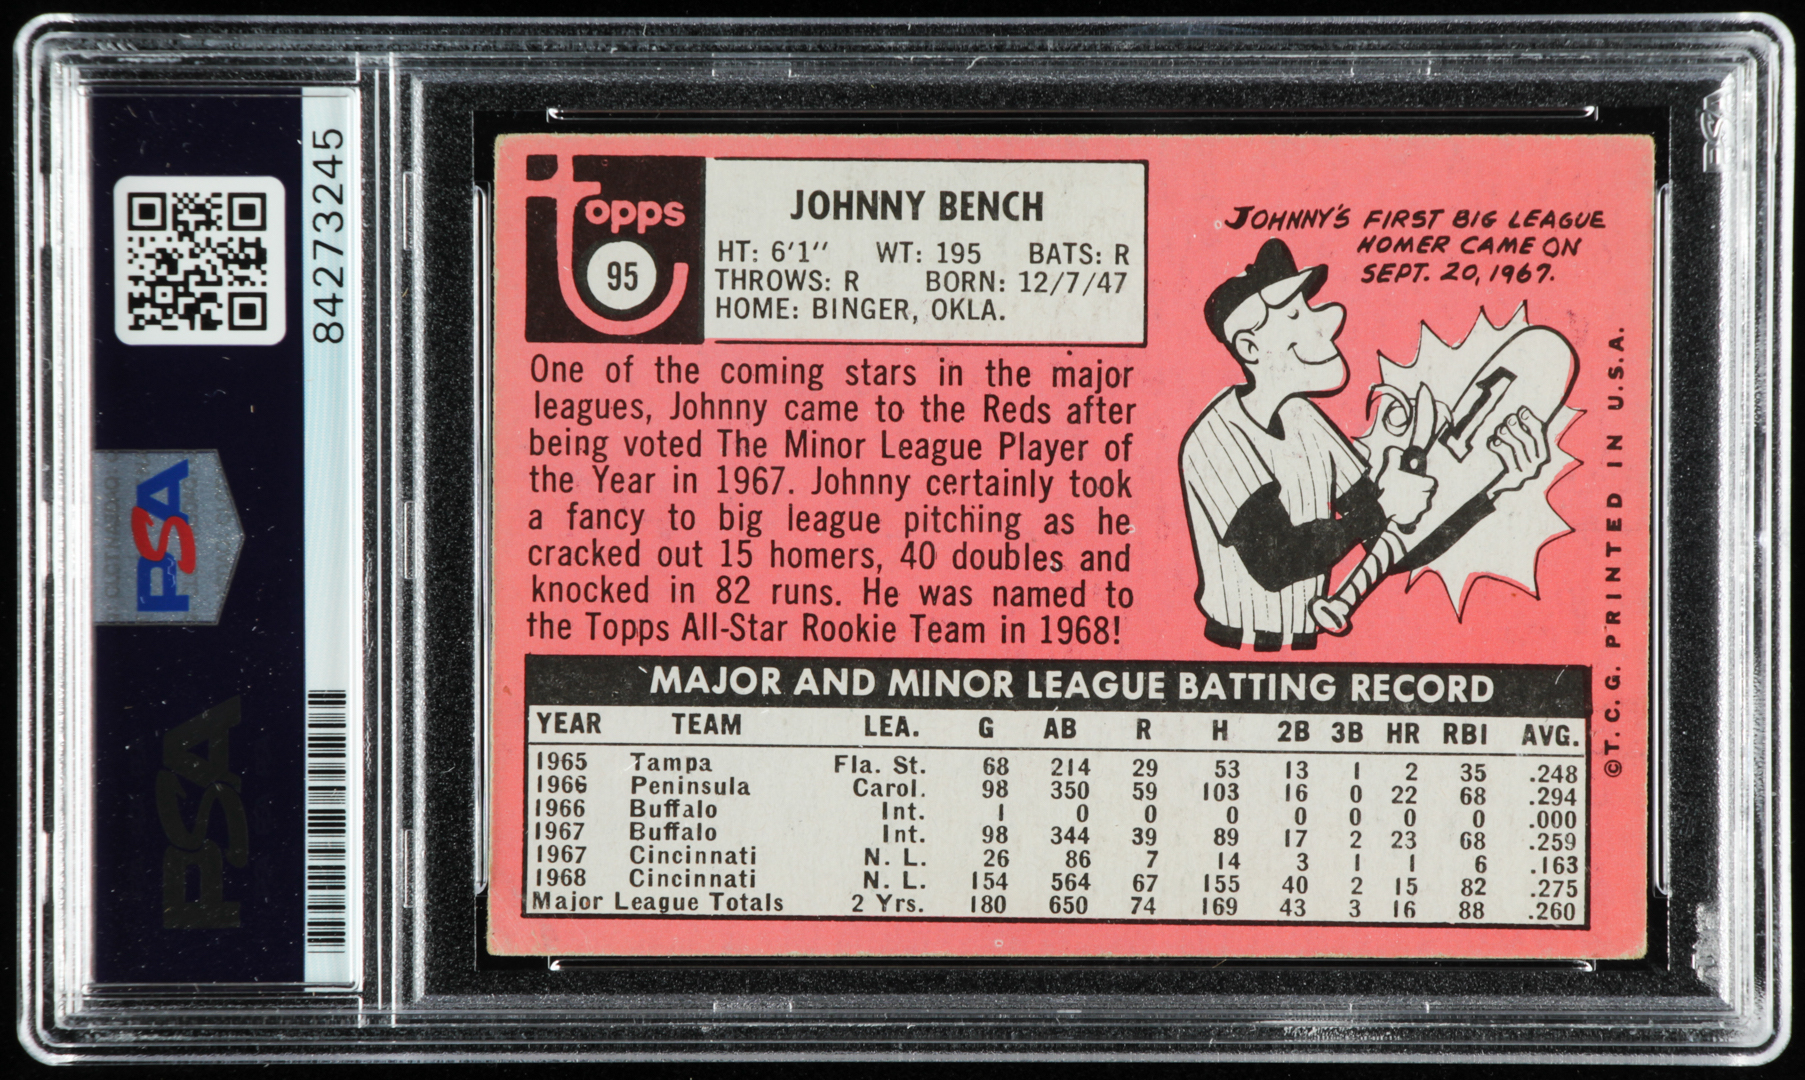 84273245
PSA
PSA
PSA
Topps
95
JOHNNY BENCH
HT: 6'1" WT: 195 BATS: R
THROWS: R BORN: 12/7/47
HOME: BINGER, OKLA.
JOHNNY'S FIRST BIG LEAGUE
HOMER CAME ON
SEPT. 20, 1967.
1
One of the coming stars in the major
leagues, Johnny came to the Reds after
being voted The Minor League Player of
the Year in 1967. Johnny certainly took
a fancy to big league pitching as he
cracked out 15 homers, 40 doubles and
knocked in 82 runs. He was named to
the Topps All-Star Rookie Team in 1968!
MAJOR AND MINOR LEAGUE BATTING RECORD
YEAR TEAM LEA. G AB R H 2B 3B HR RBI AVG.
1965 Tampa Fla. St. 68 214 29 53 13 1 2 35 .248
1966 Peninsula Carol. 98 350 59 103 16 0 22 68 .294
1966 Buffalo Int. 1 0 0 0 0 0 0 0 .000
1967 Buffalo Int. 98 344 39 89 17 2 23 68 .259
1967 Cincinnati N. L. 26 86 7 14 3 1 1 6 .163
1968 Cincinnati N. L. 154 564 67 155 40 2 15 82 .275
Major League Totals 2 Yrs. 180 650 74 169 43 3 16 88 .260
©T. C. G. PRINTED IN U.S.A.